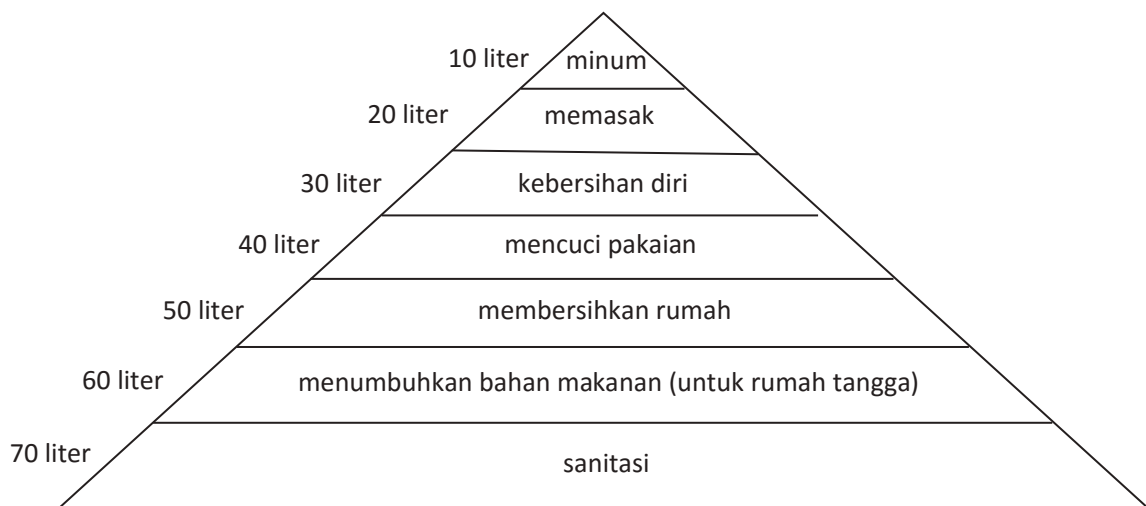 10 liter minum
20 liter memasak
30 liter kebersihan diri
40 liter mencuci pakaian
50 liter membersihkan rumah
60 liter menumbuhkan bahan makanan (untuk rumah tangga)
70 liter sanitasi